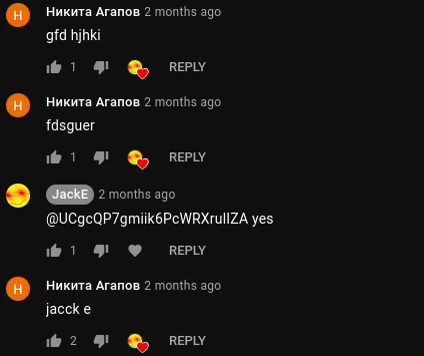 Никита Агапов 2 months ago
gfd hjhki
1 REPLY
Никита Агапов 2 months ago
fdsguer
1 REPLY
JackE 2 months ago
@UCgcQP7gmiik6PcWRXrulIZA yes
1 REPLY
Никита Агапов 2 months ago
jacck e
2 REPLY